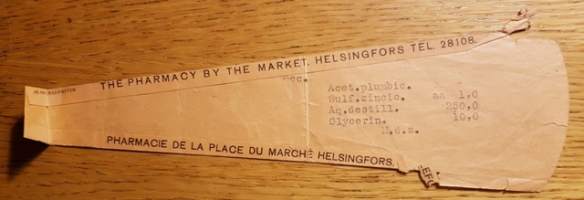 THE PHARMACY BY THE MARKET, HELSINGFORS TEL. 28108.
Acet.plumbic.
Sulf.zincic. aa 1,0
Aq.destill. 250,0
Glycerin. 10,0
M.d.s.
PHARMACIE DE LA PLACE DU MARCHÉ HELSINGFORS.